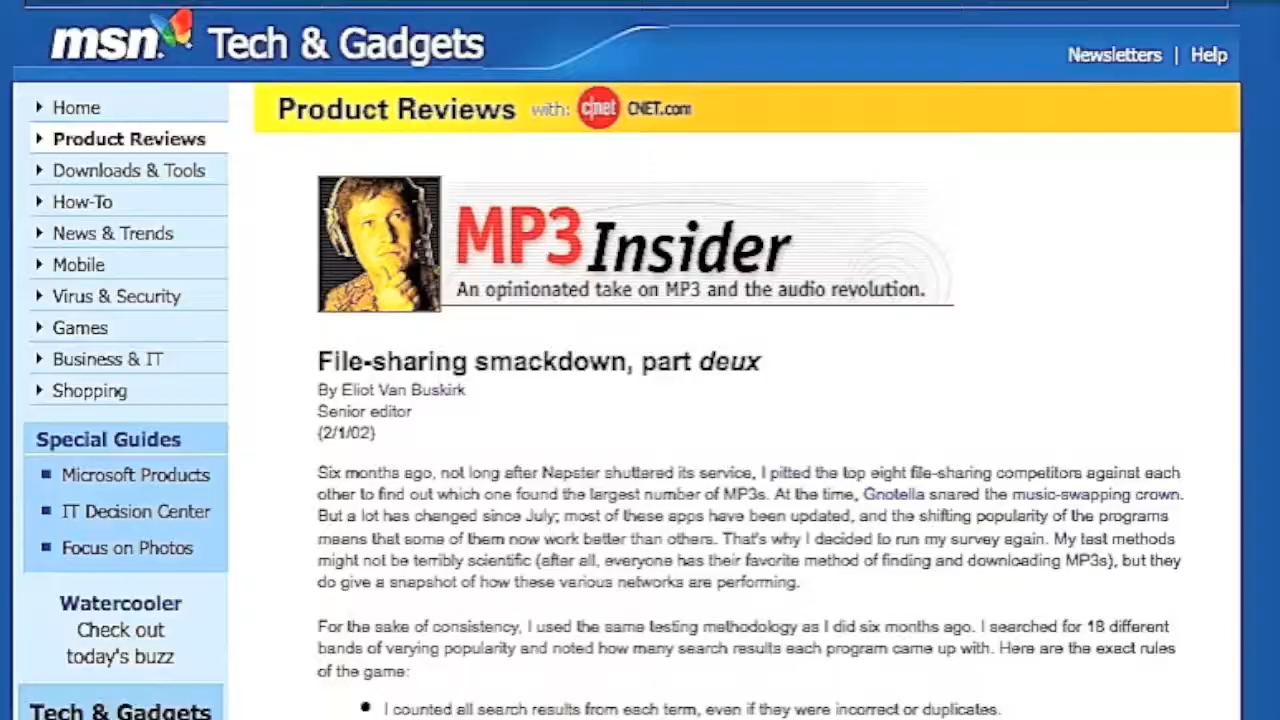 msn Tech & Gadgets
Newsletters | Help
Home
Product Reviews
Downloads & Tools
How-To
News & Trends
Mobile
Virus & Security
Games
Business & IT
Shopping
Special Guides
Microsoft Products
IT Decision Center
Focus on Photos
Watercooler
Check out
today's buzz
Tech & Gadgets
Product Reviews with: c|net CNET.com
MP3 Insider
An opinionated take on MP3 and the audio revolution.
File-sharing smackdown, part deux
By Eliot Van Buskirk
Senior editor
(2/1/02)
Six months ago, not long after Napster shuttered its service, I pitted the top eight file-sharing competitors against each
other to find out which one found the largest number of MP3s. At the time, Gnotella snared the music-swapping crown.
But a lot has changed since July; most of these apps have been updated, and the shifting popularity of the programs
means that some of them now work better than others. That's why I decided to run my survey again. My test methods
might not be terribly scientific (after all, everyone has their favorite method of finding and downloading MP3s), but they
do give a snapshot of how these various networks are performing.
For the sake of consistency, I used the same testing methodology as I did six months ago. I searched for 18 different
bands of varying popularity and noted how many search results each program came up with. Here are the exact rules
of the game:
• I counted all search results from each term, even if they were incorrect or duplicates.